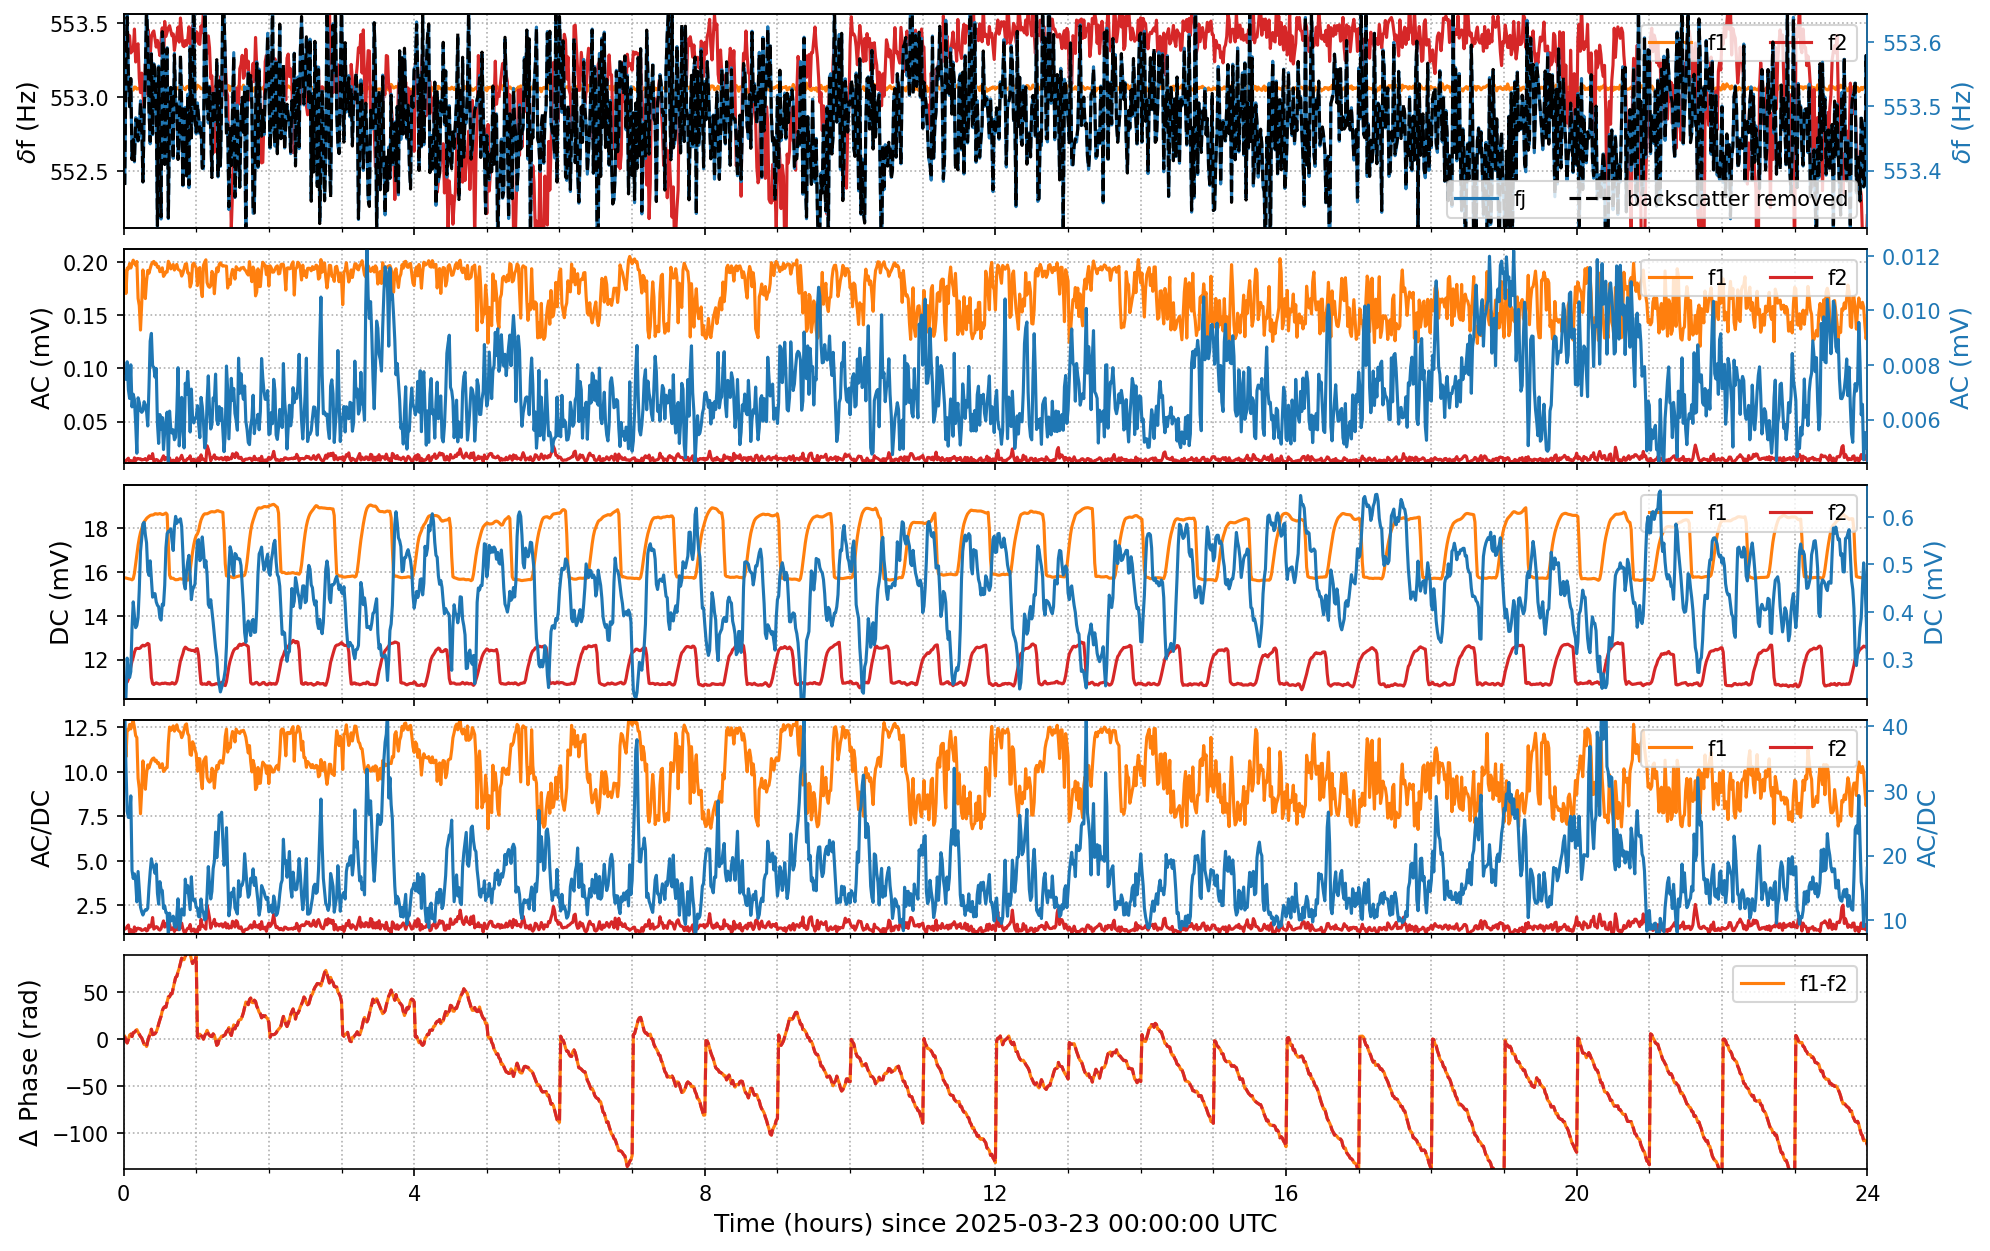 553.5
553.0
552.5
δf (Hz)
553.6
553.5
553.4
δf (Hz)
f1 f2
fj backscatter removed
0.20
0.15
0.10
0.05
AC (mV)
0.012
0.010
0.008
0.006
AC (mV)
f1 f2
18
16
14
12
DC (mV)
0.6
0.5
0.4
0.3
DC (mV)
f1 f2
12.5
10.0
7.5
5.0
2.5
AC/DC
40
30
20
10
AC/DC
f1 f2
50
0
−50
−100
Δ Phase (rad)
f1-f2
0 4 8 12 16 20 24
Time (hours) since 2025-03-23 00:00:00 UTC